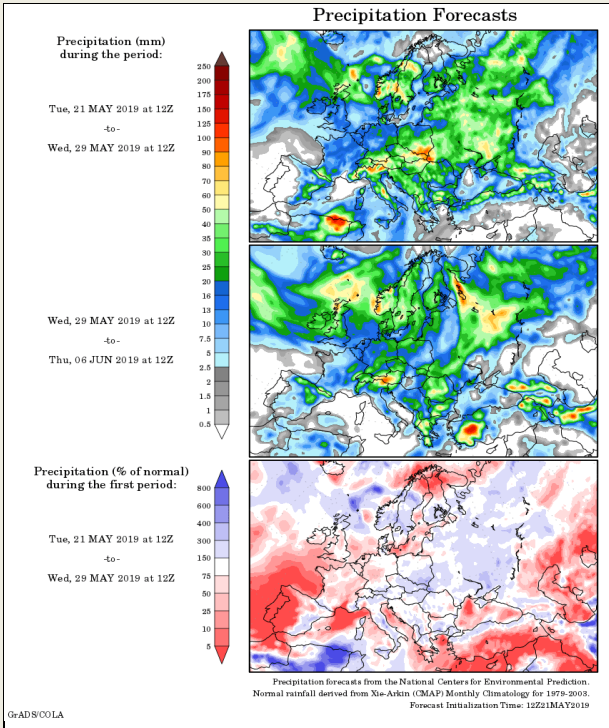 Precipitation Forecasts
Precipitation (mm)
during the period:
Tue, 21 MAY 2019 at 12Z
-to-
Wed, 29 MAY 2019 at 12Z
250
200
175
150
125
100
90
80
70
60
50
40
35
30
25
20
16
13
10
7.5
5
2.5
2
1.5
1
0.5
Wed, 29 MAY 2019 at 12Z
-to-
Thu, 06 JUN 2019 at 12Z
Precipitation (% of normal)
during the first period:
Tue, 21 MAY 2019 at 12Z
-to-
Wed, 29 MAY 2019 at 12Z
800
600
400
300
150
75
50
25
10
5
Precipitation forecasts from the National Centers for Environmental Prediction.
Normal rainfall derived from Xie-Arkin (CMAP) Monthly Climatology for 1979-2003.
Forecast Initialization Time: 12Z21MAY2019
GrADS/COLA